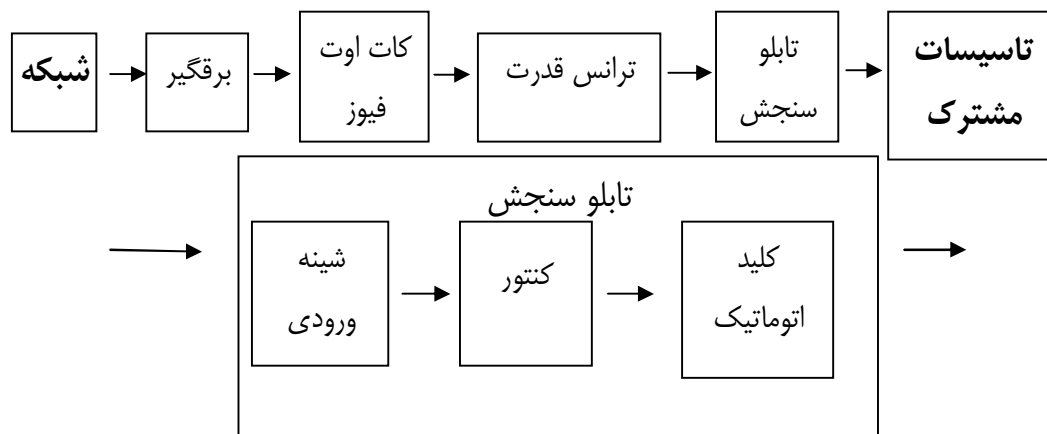 شبکه
برقگیر
کات اوت
فیوز
ترانس قدرت
تابلو
سنجش
تاسیسات
مشترک
تابلو سنجش
شینه
ورودی
کنتور
کلید
اتوماتیک